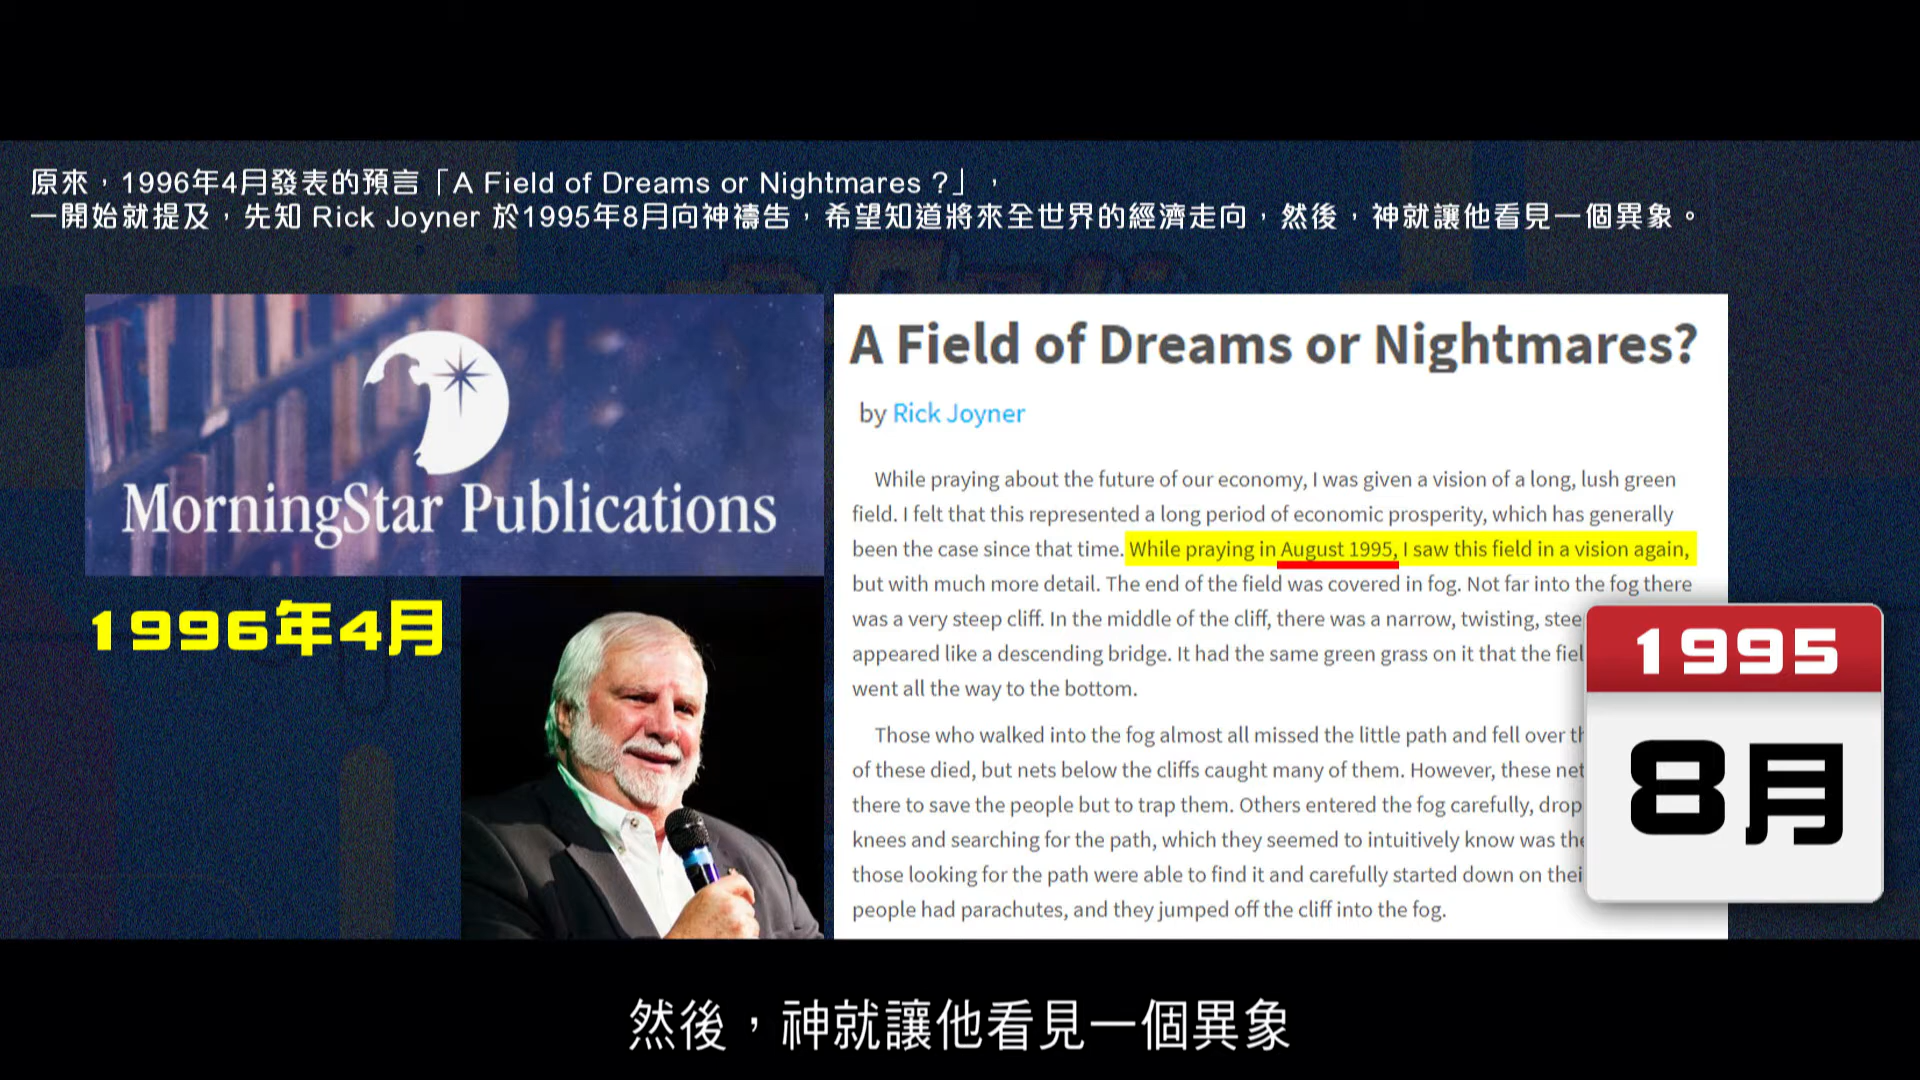 原來，1996年4月發表的預言「A Field of Dreams or Nightmares ?」，
一開始就提及，先知 Rick Joyner 於1995年8月向神禱告，希望知道將來全世界的經濟走向，然後，神就讓他看見一個異象。
MorningStar Publications
1996年4月
A Field of Dreams or Nightmares?
by Rick Joyner
While praying about the future of our economy, I was given a vision of a long, lush green
field. I felt that this represented a long period of economic prosperity, which has generally
been the case since that time. While praying in August 1995, I saw this field in a vision again,
but with much more detail. The end of the field was covered in fog. Not far into the fog there
was a very steep cliff. In the middle of the cliff, there was a narrow, twisting,
appeared like a descending bridge. It had the same green grass on it that the
went all the way to the bottom.
Those who walked into the fog almost all missed the little path and fell over
of these died, but nets below the cliffs caught many of them. However, these
there to save the people but to trap them. Others entered the fog carefully,
knees and searching for the path, which they seemed to intuitively know was
those looking for the path were able to find it and carefully started down on
people had parachutes, and they jumped off the cliff into the fog.
1995
8月
然後，神就讓他看見一個異象